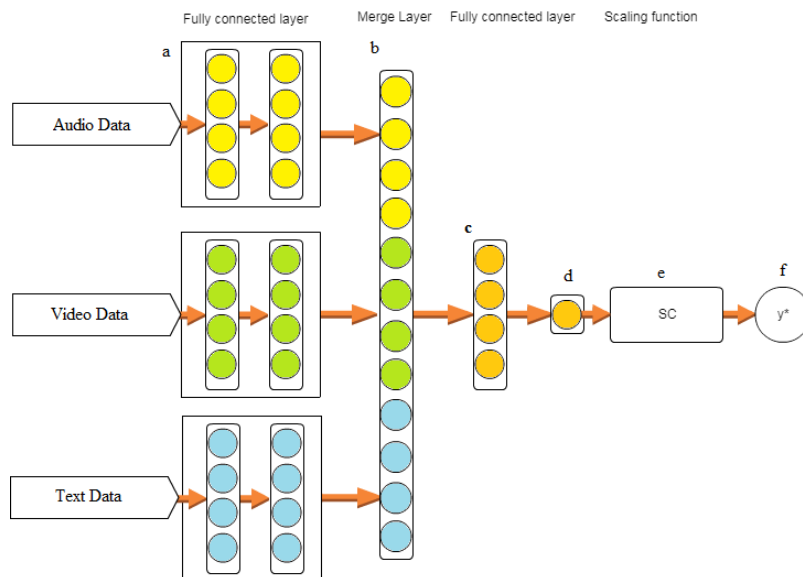 Fully connected layer
Merge Layer
Fully connected layer
Scaling function
a
b
Audio Data
c
d
e
f
Video Data
SC
y*
Text Data